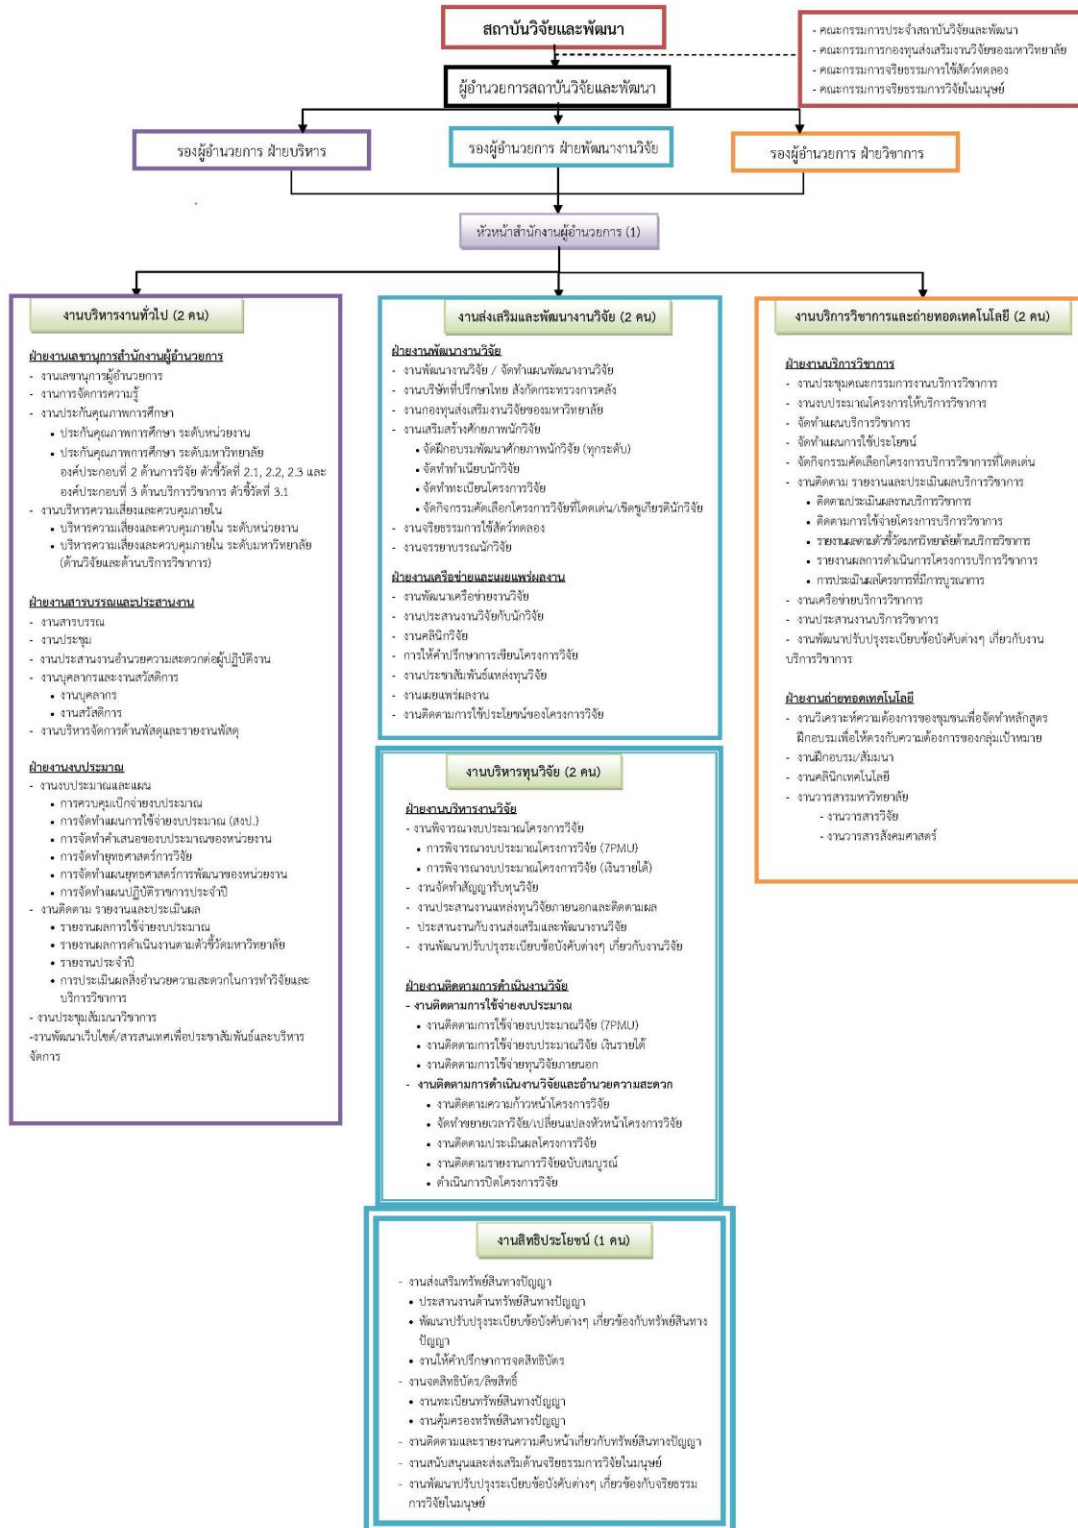 สถาบันวิจัยและพัฒนา
- คณะกรรมการประจำสถาบันวิจัยและพัฒนา
- คณะกรรมการกองทุนส่งเสริมงานวิจัยของมหาวิทยาลัย
- คณะกรรมการจริยธรรมการใช้สัตว์ทดลอง
- คณะกรรมการจริยธรรมการวิจัยในมนุษย์
ผู้อำนวยการสถาบันวิจัยและพัฒนา
รองผู้อำนวยการ ฝ่ายบริหาร
รองผู้อำนวยการ ฝ่ายพัฒนางานวิจัย
รองผู้อำนวยการ ฝ่ายวิชาการ
หัวหน้าสำนักงานผู้อำนวยการ (1)
งานบริหารงานทั่วไป (2 คน)
ฝ่ายงานเลขานุการสำนักงานผู้อำนวยการ
- งานเลขานุการผู้อำนวยการ
- งานการจัดการความรู้
- งานประกันคุณภาพการศึกษา
• ประกันคุณภาพการศึกษา ระดับหน่วยงาน
• ประกันคุณภาพการศึกษา ระดับมหาวิทยาลัย
องค์ประกอบที่ 2 ด้านการวิจัย ตัวชี้วัดที่ 2.1, 2.2, 2.3 และ
องค์ประกอบที่ 3 ด้านบริการวิชาการ ตัวชี้วัดที่ 3.1
- งานบริหารความเสี่ยงและควบคุมภายใน
• บริหารความเสี่ยงและควบคุมภายใน ระดับหน่วยงาน
• บริหารความเสี่ยงและควบคุมภายใน ระดับมหาวิทยาลัย
(ด้านวิจัยและด้านบริการวิชาการ)
ฝ่ายงานสารบรรณและประสานงาน
- งานสารบรรณ
- งานประชุม
- งานประสานงานอำนวยความสะดวกต่อผู้ปฏิบัติงาน
- งานบุคลากรและงานสวัสดิการ
• งานบุคลากร
• งานสวัสดิการ
- งานบริหารจัดการด้านพัสดุและรายงานพัสดุ
ฝ่ายงานงบประมาณ
- งานงบประมาณและแผน
• การควบคุมเบิกจ่ายงบประมาณ
• การจัดทำแผนการใช้จ่ายงบประมาณ (สงป.)
• การจัดทำคำเสนอของบประมาณของหน่วยงาน
• การจัดทำยุทธศาสตร์การวิจัย
• การจัดทำแผนยุทธศาสตร์การพัฒนาของหน่วยงาน
• การจัดทำแผนปฏิบัติราชการประจำปี
- งานติดตาม รายงานและประเมินผล
• รายงานผลการใช้จ่ายงบประมาณ
• รายงานผลการดำเนินงานตามตัวชี้วัดมหาวิทยาลัย
• รายงานประจำปี
• การประเมินผลสิ่งอำนวยความสะดวกในการทำวิจัยและ
บริการวิชาการ
- งานประชุมสัมมนาวิชาการ
-งานพัฒนาเว็บไซต์/สารสนเทศเพื่อประชาสัมพันธ์และบริหาร
จัดการ
งานส่งเสริมและพัฒนางานวิจัย (2 คน)
ฝ่ายงานพัฒนางานวิจัย
- งานพัฒนางานวิจัย / จัดทำแผนพัฒนางานวิจัย
- งานบริษัทที่ปรึกษาไทย สังกัดกระทรวงการคลัง
- งานกองทุนส่งเสริมงานวิจัยของมหาวิทยาลัย
- งานเสริมสร้างศักยภาพนักวิจัย
• จัดฝึกอบรมพัฒนาศักยภาพนักวิจัย (ทุกระดับ)
• จัดทำทำเนียบนักวิจัย
• จัดทำทะเบียนโครงการวิจัย
• จัดกิจกรรมคัดเลือกโครงการวิจัยที่โดดเด่น/เชิดชูเกียรตินักวิจัย
- งานจริยธรรมการใช้สัตว์ทดลอง
- งานจรรยาบรรณนักวิจัย
ฝ่ายงานเครือข่ายและเผยแพร่ผลงาน
- งานพัฒนาเครือข่ายงานวิจัย
- งานประสานงานวิจัยกับนักวิจัย
- งานคลินิกวิจัย
- การให้คำปรึกษาการเขียนโครงการวิจัย
- งานประชาสัมพันธ์แหล่งทุนวิจัย
- งานเผยแพร่ผลงาน
- งานติดตามการใช้ประโยชน์ของโครงการวิจัย
งานบริหารทุนวิจัย (2 คน)
ฝ่ายงานบริหารงานวิจัย
- งานพิจารณางบประมาณโครงการวิจัย
• การพิจารณางบประมาณโครงการวิจัย (7PMU)
• การพิจารณางบประมาณโครงการวิจัย (เงินรายได้)
- งานจัดทำสัญญารับทุนวิจัย
- งานประสานงานแหล่งทุนวิจัยภายนอกและติดตามผล
- ประสานงานกับงานส่งเสริมและพัฒนางานวิจัย
- งานพัฒนาปรับปรุงระเบียบข้อบังคับต่างๆ เกี่ยวกับงานวิจัย
ฝ่ายงานติดตามการดำเนินงานวิจัย
- งานติดตามการใช้จ่ายงบประมาณ
• งานติดตามการใช้จ่ายงบประมาณวิจัย (7PMU)
• งานติดตามการใช้จ่ายงบประมาณวิจัย เงินรายได้
• งานติดตามการใช้จ่ายทุนวิจัยภายนอก
- งานติดตามการดำเนินงานวิจัยและอำนวยความสะดวก
• งานติดตามความก้าวหน้าโครงการวิจัย
• จัดทำขยายเวลาวิจัย/เปลี่ยนแปลงหัวหน้าโครงการวิจัย
• งานติดตามประเมินผลโครงการวิจัย
• งานติดตามรายงานการวิจัยฉบับสมบูรณ์
• ดำเนินการปิดโครงการวิจัย
งานสิทธิประโยชน์ (1 คน)
- งานส่งเสริมทรัพย์สินทางปัญญา
• ประสานงานด้านทรัพย์สินทางปัญญา
• พัฒนาปรับปรุงระเบียบข้อบังคับต่างๆ เกี่ยวข้องกับทรัพย์สินทาง
ปัญญา
• งานให้คำปรึกษาการจดสิทธิบัตร
- งานจดสิทธิบัตร/ลิขสิทธิ์
• งานทะเบียนทรัพย์สินทางปัญญา
• งานคุ้มครองทรัพย์สินทางปัญญา
- งานติดตามและรายงานความคืบหน้าเกี่ยวกับทรัพย์สินทางปัญญา
- งานสนับสนุนและส่งเสริมด้านจริยธรรมการวิจัยในมนุษย์
- งานพัฒนาปรับปรุงระเบียบข้อบังคับต่างๆ เกี่ยวข้องกับจริยธรรม
การวิจัยในมนุษย์
งานบริการวิชาการและถ่ายทอดเทคโนโลยี (2 คน)
ฝ่ายงานบริการวิชาการ
- งานประชุมคณะกรรมการงานบริการวิชาการ
- งานงบประมาณโครงการให้บริการวิชาการ
- จัดทำแผนบริการวิชาการ
- จัดทำแผนการใช้ประโยชน์
- จัดกิจกรรมคัดเลือกโครงการบริการวิชาการที่โดดเด่น
- งานติดตาม รายงานและประเมินผลบริการวิชาการ
• ติดตามประเมินผลงานบริการวิชาการ
• ติดตามการใช้จ่ายโครงการบริการวิชาการ
• รายงานผลตามตัวชี้วัดมหาวิทยาลัยด้านบริการวิชาการ
• รายงานผลการดำเนินการโครงการบริการวิชาการ
• การประเมินผลโครงการที่มีการบูรณาการ
- งานเครือข่ายบริการวิชาการ
- งานประสานงานบริการวิชาการ
- งานพัฒนาปรับปรุงระเบียบข้อบังคับต่างๆ เกี่ยวกับงาน
บริการวิชาการ
ฝ่ายงานถ่ายทอดเทคโนโลยี
- งานวิเคราะห์ความต้องการของชุมชนเพื่อจัดทำหลักสูตร
ฝึกอบรมเพื่อให้ตรงกับความต้องการของกลุ่มเป้าหมาย
- งานฝึกอบรม/สัมมนา
- งานคลินิกเทคโนโลยี
- งานวารสารมหาวิทยาลัย
- งานวารสารวิจัย
- งานวารสารสังคมศาสตร์